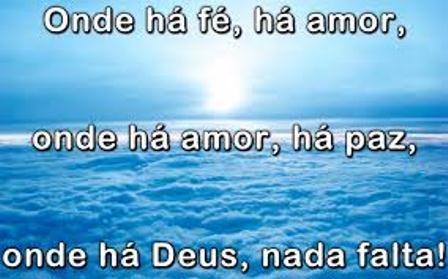 Onde há fé, há amor,
onde há amor, há paz,
onde há Deus, nada falta!